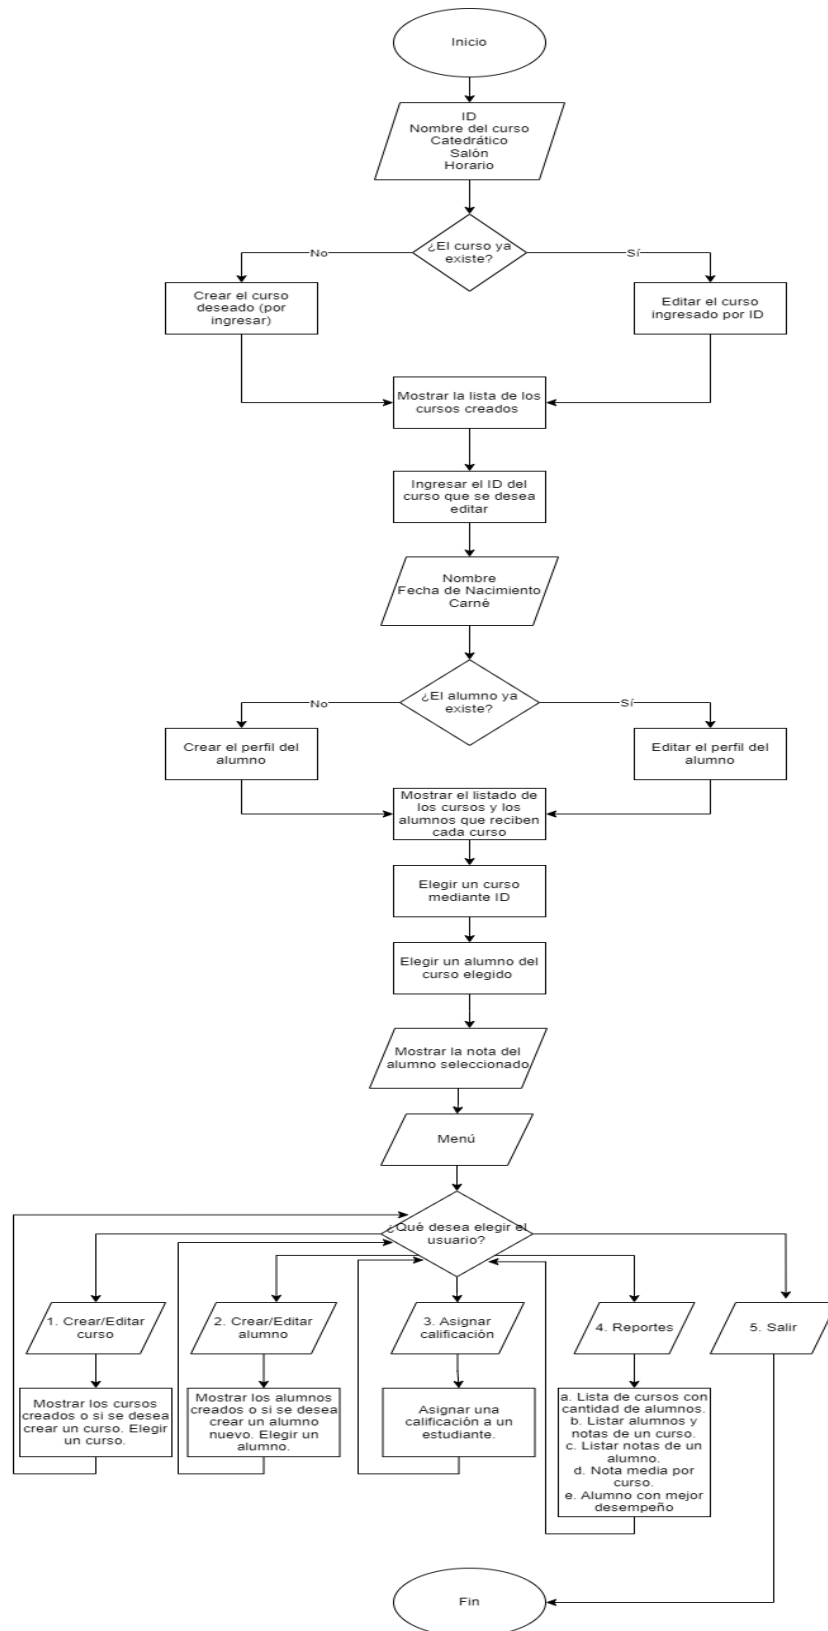 Inicio
ID
Nombre del curso
Catedrático
Salón
Horario
¿El curso ya
existe?
No
Sí
Crear el curso
deseado (por
ingresar)
Editar el curso
ingresado por ID
Mostrar la lista de los
cursos creados
Ingresar el ID del
curso que se desea
editar
Nombre
Fecha de Nacimiento
Carné
¿El alumno ya
existe?
No
Sí
Crear el perfil del
alumno
Editar el perfil del
alumno
Mostrar el listado de
los cursos y los
alumnos que reciben
cada curso
Elegir un curso
mediante ID
Elegir un alumno del
curso elegido
Mostrar la nota del
alumno seleccionado
Menú
¿Qué desea elegir el
usuario?
1. Crear/Editar
curso
2. Crear/Editar
alumno
3. Asignar
calificación
4. Reportes
5. Salir
Mostrar los cursos
creados o si se desea
crear un curso. Elegir
un curso.
Mostrar los alumnos
creados o si se desea
crear un alumno
nuevo. Elegir un
alumno.
Asignar una
calificación a un
estudiante.
a. Lista de cursos con
cantidad de alumnos.
b. Listar alumnos y
notas de un curso.
c. Listar notas de un
alumno.
d. Nota media por
curso.
e. Alumno con mejor
desempeño
Fin